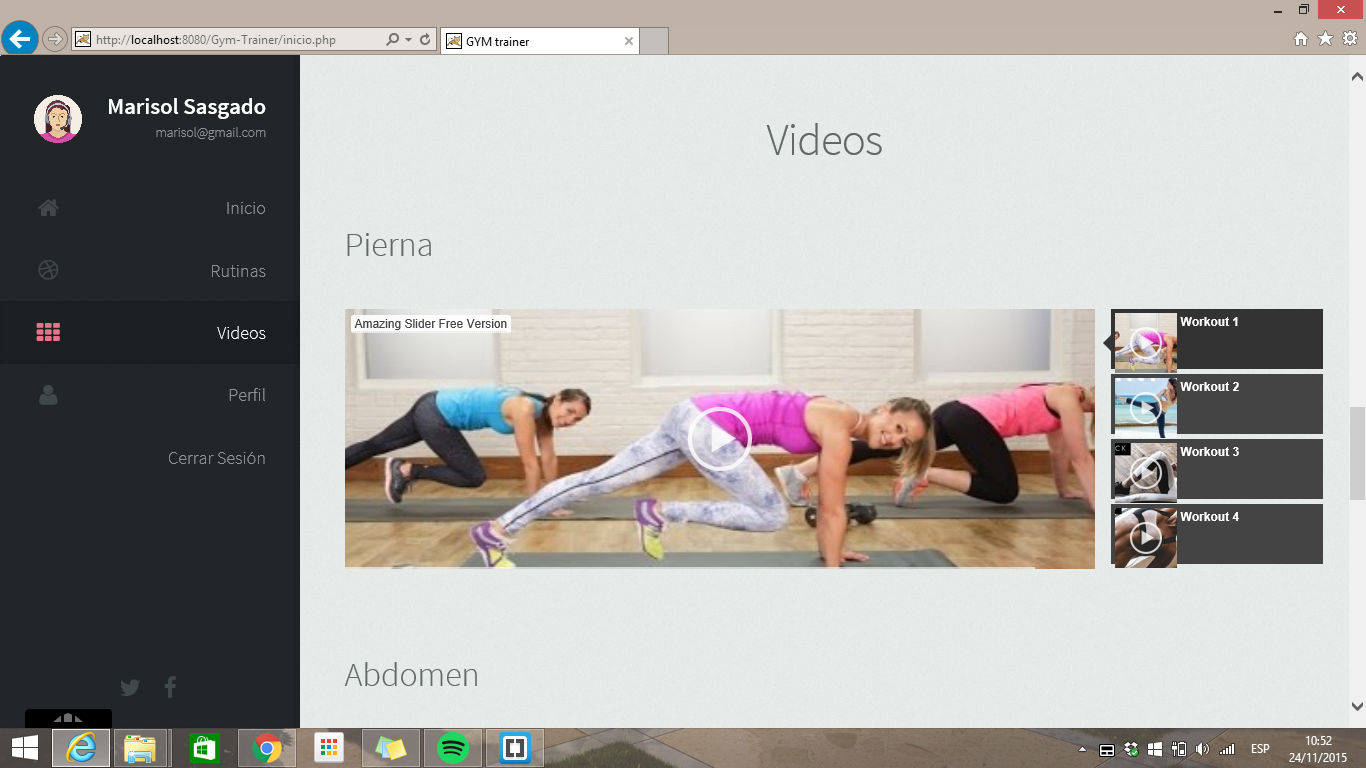 http://localhost:8080/Gym-Trainer/inicio.php
GYM trainer
Marisol Sasgado
marisol@gmail.com
Inicio
Rutinas
Videos
Perfil
Cerrar Sesión
Videos
Pierna
Amazing Slider Free Version
Workout 1
Workout 2
CK
Workout 3
Workout 4
Abdomen
ESP
10:52
24/11/2015